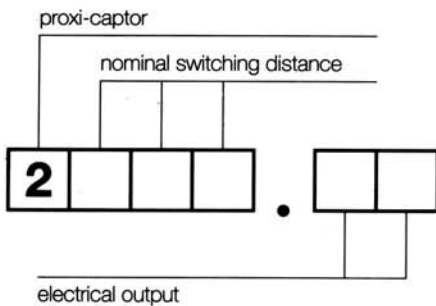 proxi-captor
nominal switching distance
2 .
electrical output